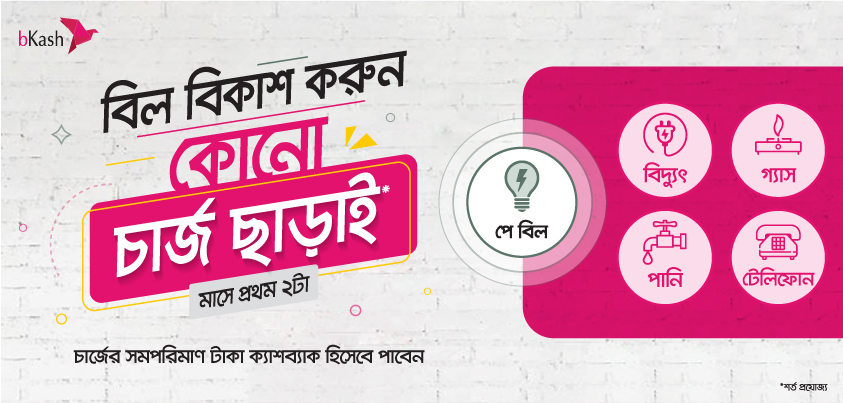 bKash
বিল বিকাশ করুন
কোনো
চার্জ ছাড়াই*
মাসে প্রথম ২টা
চার্জের সমপরিমাণ টাকা ক্যাশব্যাক হিসেবে পাবেন
পে বিল
বিদ্যুৎ
গ্যাস
পানি
টেলিফোন
*শর্ত প্রযোজ্য